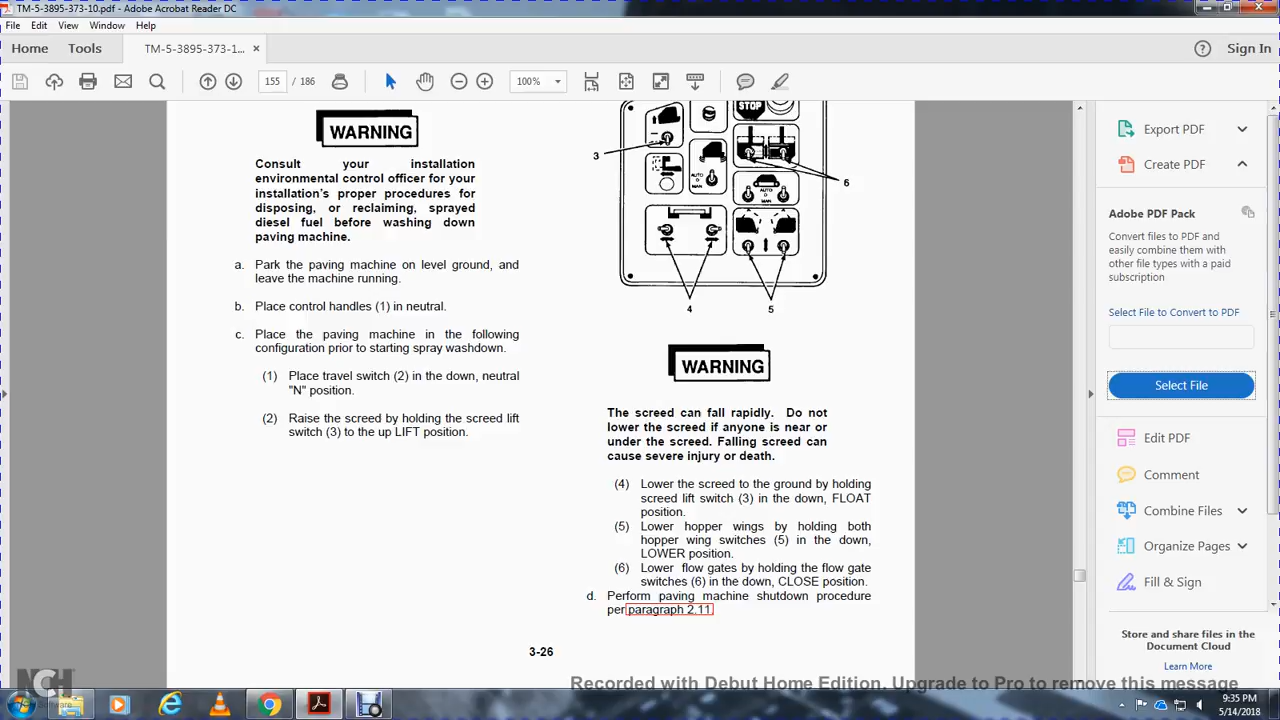 TM-5-3895-373-10.pdf - Adobe Acrobat Reader DC
File Edit View Window Help
Home Tools TM-5-3895-373-1... × Sign In
155 / 186 100%
WARNING
Consult your installation
environmental control officer for your
installation's proper procedures for
disposing, or reclaiming, sprayed
diesel fuel before washing down
paving machine.
a. Park the paving machine on level ground, and
leave the machine running.
b. Place control handles (1) in neutral.
c. Place the paving machine in the following
configuration prior to starting spray washdown.
(1) Place travel switch (2) in the down, neutral
"N" position.
(2) Raise the screed by holding the screed lift
switch (3) to the up LIFT position.
STOP
3
6
AUTO
MAN
AUTO
MAN
4
5
WARNING
The screed can fall rapidly. Do not
lower the screed if anyone is near or
under the screed. Falling screed can
cause severe injury or death.
(4) Lower the screed to the ground by holding
screed lift switch (3) in the down, FLOAT
position.
(5) Lower hopper wings by holding both
hopper wing switches (5) in the down,
LOWER position.
(6) Lower flow gates by holding the flow gate
switches (6) in the down, CLOSE position.
d. Perform paving machine shutdown procedure
per paragraph 2.11
3-26
Export PDF
Create PDF
Adobe PDF Pack
Convert files to PDF and
easily combine them with
other file types with a paid
subscription
Select File to Convert to PDF
Select File
Edit PDF
Comment
Combine Files
Organize Pages
Fill & Sign
Store and share files in the
Document Cloud
Learn More
NCH
Software
Recorded with Debut Home Edition. Upgrade to Pro to remove this message
9:35 PM
5/14/2018